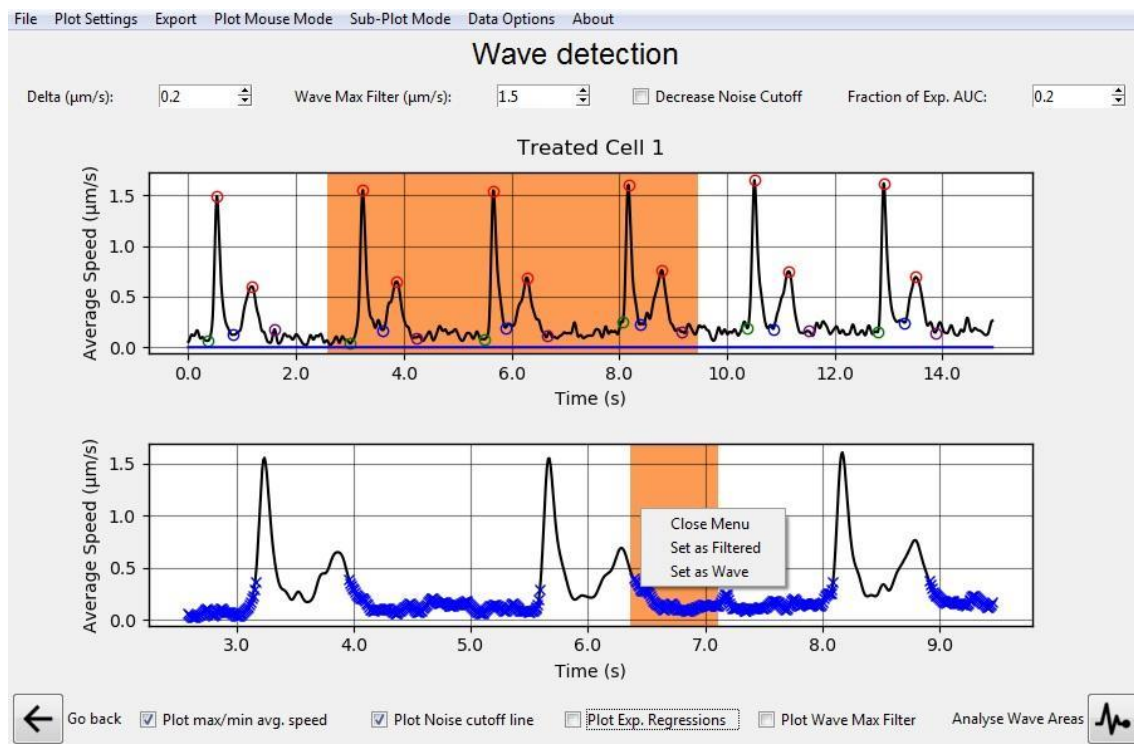 File Plot Settings Export Plot Mouse Mode Sub-Plot Mode Data Options About
Wave detection
Delta (µm/s): 0.2 Wave Max Filter (µm/s): 1.5 Decrease Noise Cutoff Fraction of Exp. AUC: 0.2
Treated Cell 1
Average Speed (µm/s)
1.5
1.0
0.5
0.0
0.0 2.0 4.0 6.0 8.0 10.0 12.0 14.0
Time (s)
Average Speed (µm/s)
1.5
1.0
0.5
0.0
Close Menu
Set as Filtered
Set as Wave
3.0 4.0 5.0 6.0 7.0 8.0 9.0
Time (s)
Go back Plot max/min avg. speed Plot Noise cutoff line Plot Exp. Regressions Plot Wave Max Filter Analyse Wave Areas